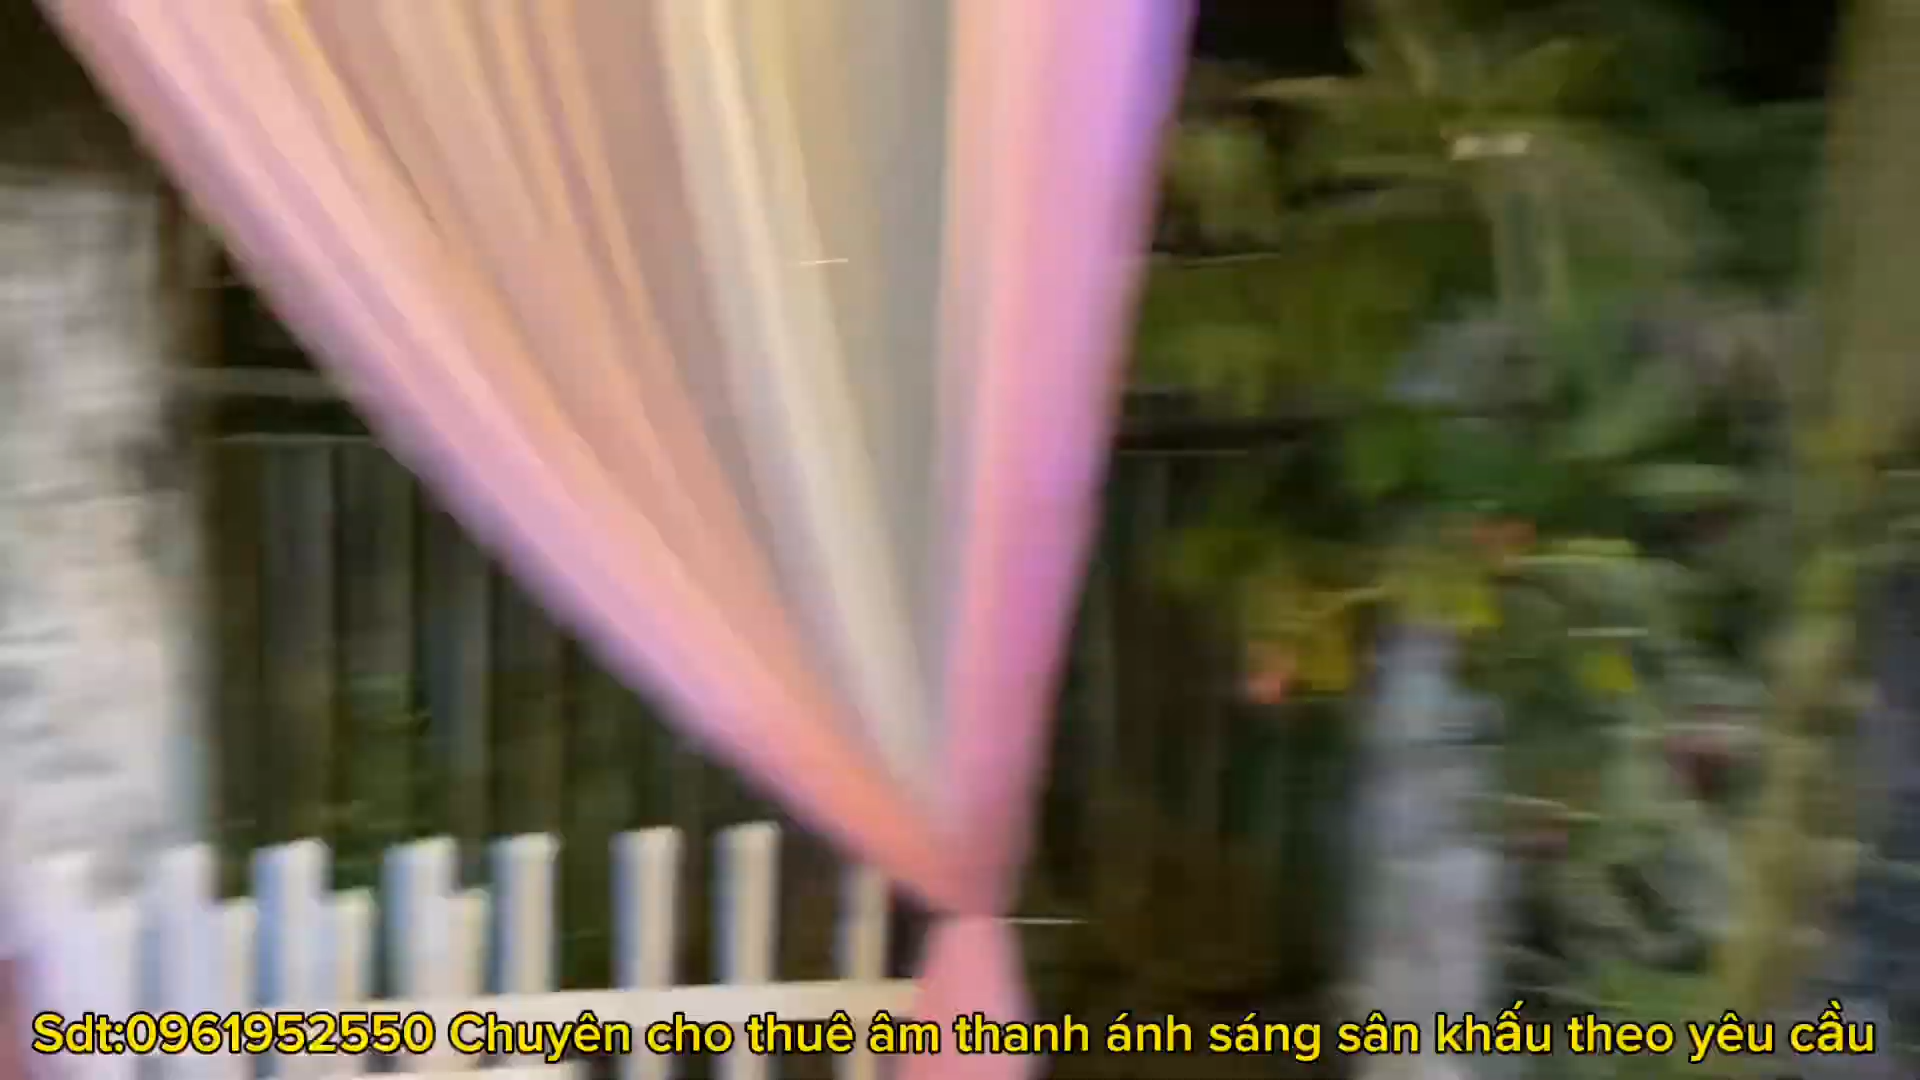 Sdt:0961952550 Chuyên cho thuê âm thanh ánh sáng sân khấu theo yêu cầu